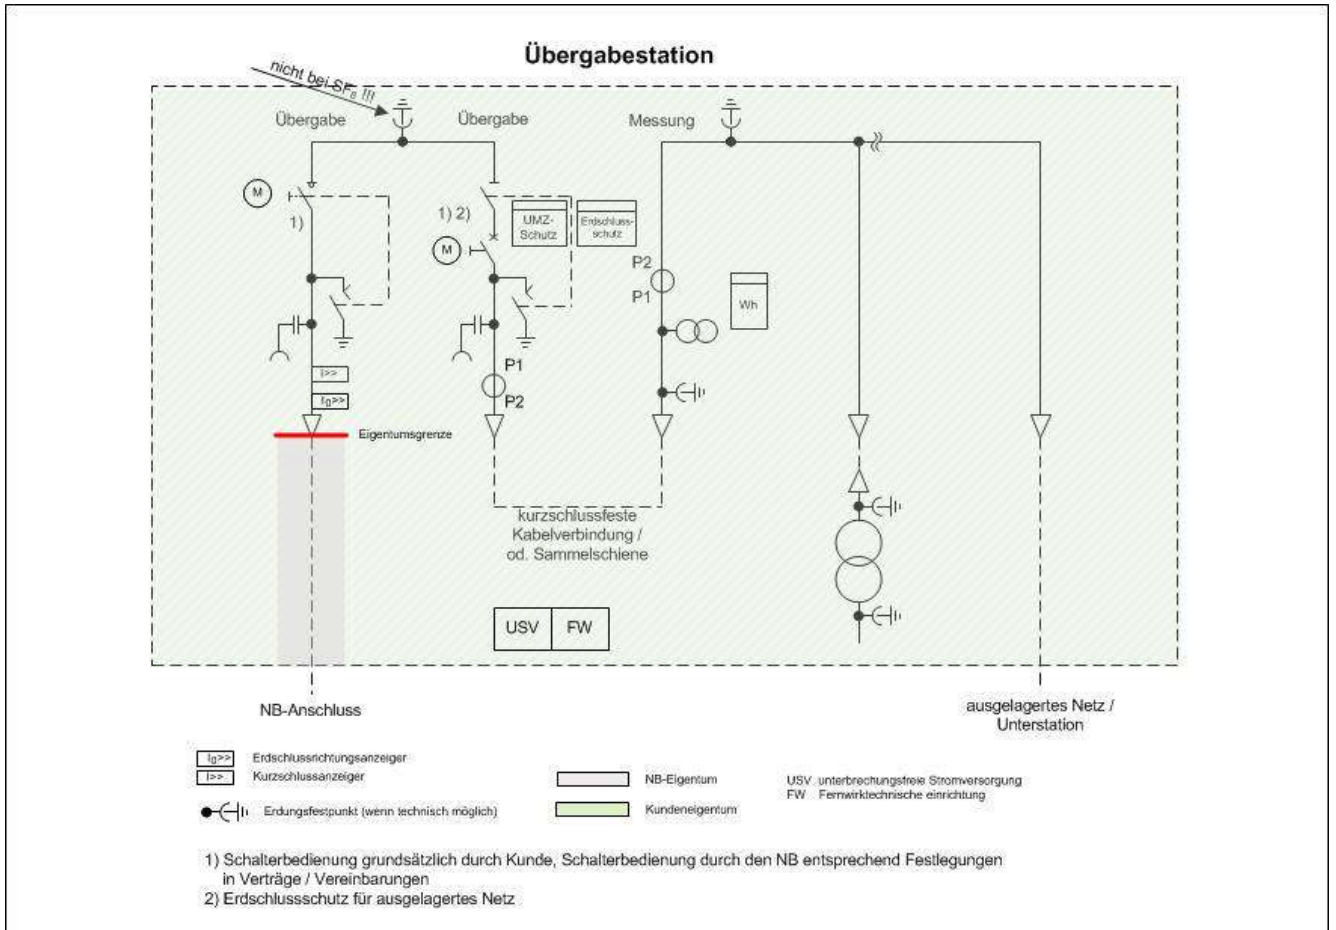 Übergabestation
nicht bei SF6 !!!
Übergabe
Übergabe
Messung
M
1)
1) 2)
M
UMZ-
Schutz
Erdschluss-
schutz
P2
P1
Wh
I>>
I0>>
P1
P2
Eigentumsgrenze
kurzschlussfeste
Kabelverbindung /
od. Sammelschiene
USV
FW
NB-Anschluss
ausgelagertes Netz /
Unterstation
I0>> Erdschlussrichtungsanzeiger
I>> Kurzschlussanzeiger
Erdungsfestpunkt (wenn technisch möglich)
NB-Eigentum
Kundeneigentum
USV unterbrechungsfreie Stromversorgung
FW Fernwirktechnische einrichtung
1) Schalterbedienung grundsätzlich durch Kunde, Schalterbedienung durch den NB entsprechend Festlegungen
in Verträge / Vereinbarungen
2) Erdschlussschutz für ausgelagertes Netz